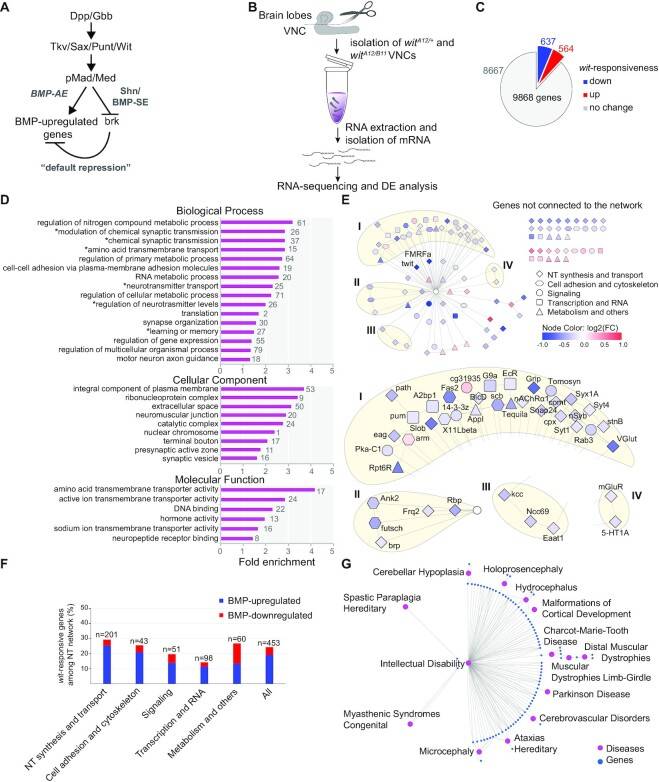 A
Dpp/Gbb
Tkv/Sax/Punt/Wit
pMad/Med
BMP-AE
Shn/
BMP-SE
BMP-upregulated
genes
brk
“default repression”
B
Brain lobes
VNC
isolation of witA12/+ and
witA12/B11 VNCs
RNA extraction and
isolation of mRNA
RNA-sequencing and DE analysis
C
637
564
8667
9868 genes
wit-responsiveness
down
up
no change
D
Biological Process
regulation of nitrogen compound metabolic process 61
*modulation of chemical synaptic transmission 26
*chemical synaptic transmission 37
*amino acid transmembrane transport 15
regulation of primary metabolic process 64
cell-cell adhesion via plasma-membrane adhesion molecules 19
RNA metabolic process 20
*neurotransmitter transport 25
regulation of cellular metabolic process 71
*regulation of neurotransmitter levels 26
translation 2
synapse organization 30
*learning or memory 27
regulation of gene expression 55
regulation of multicellular organismal process 79
motor neuron axon guidance 18
Cellular Component
integral component of plasma membrane 53
ribonucleoprotein complex 9
extracellular space 50
neuromuscular junction 20
catalytic complex 24
nuclear chromosome 1
terminal bouton 17
presynaptic active zone 11
synaptic vesicle 16
Molecular Function
amino acid transmembrane transporter activity 17
active ion transmembrane transporter activity 24
DNA binding 22
hormone activity 13
sodium ion transmembrane transporter activity 16
neuropeptide receptor binding 8
0 1 2 3 4 5
Fold enrichment
E
Genes not connected to the network
I
II
III
IV
FMRFa
twit
NT synthesis and transport
Cell adhesion and cytoskeleton
Signaling
Transcription and RNA
Metabolism and others
Node Color: log2(FC)
-1.0 -0.5 0.0 0.5 1.0
I
path
A2bp1
Fas2
cg31935
G9a
EcR
Grip
Tomosyn
scb
BicD
nAChRα1
Syx1A
pum
14-3-3z
Appl
Tequila
Snap24
nSyb
Syt4
Slob
X11Lbeta
cpx
stnB
eag
arm
Syt1
Rab3
VGlut
Pka-C1
Rpt6R
II
Ank2
Rbp
Frq2
futsch
brp
III
kcc
Ncc69
Eaat1
IV
mGluR
5-HT1A
F
BMP-upregulated
BMP-downregulated
wit-responsive genes
among NT network (%)
50
40
30
20
10
0
n=201
n=43
n=51
n=98
n=60
n=453
NT synthesis and transport
Cell adhesion and cytoskeleton
Signaling
Transcription and RNA
Metabolism and others
All
G
Cerebellar Hypoplasia
Holoprosencephaly
Hydrocephalus
Malformations of
Cortical Development
Spastic Paraplegia
Hereditary
Charcot-Marie-Tooth
Disease
Distal Muscular
Dystrophies
Intellectual Disability
Muscular
Dystrophies Limb-Girdle
Parkinson Disease
Myasthenic Syndromes
Congenital
Cerebrovascular Disorders
Microcephaly
Ataxias
Hereditary
Diseases
Genes